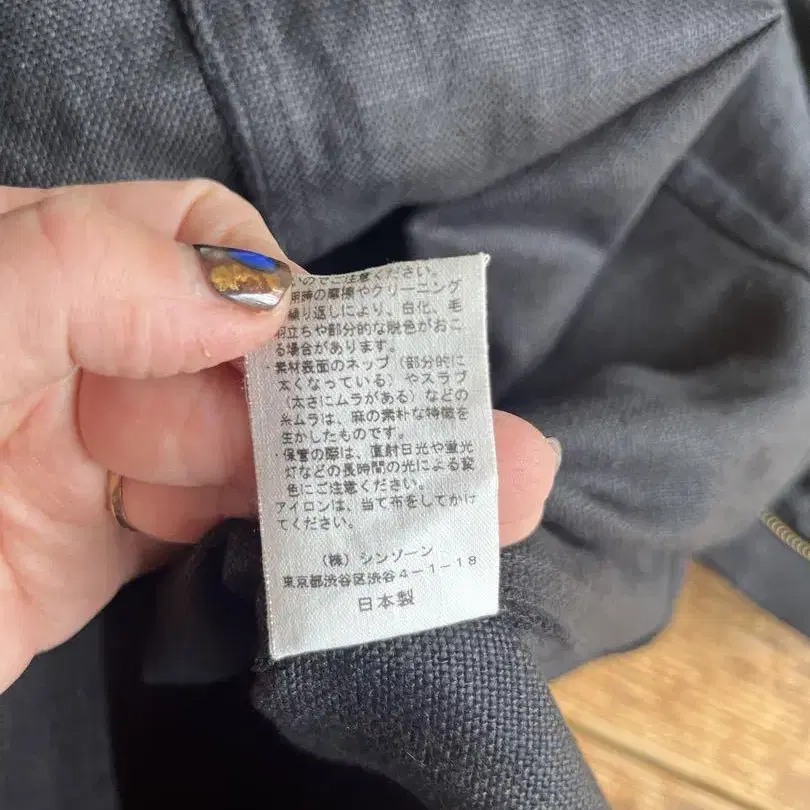 いのでご注意ください。
用時の摩擦やクリーニング
繰り返しにより、白化、毛
羽立ちや部分的な脱色がおこ
る場合があります。
・素材表面のネップ（部分的に
太くなっている）やスラブ
（太さにムラがある）などの
糸ムラは、麻の素朴な特徴を
生かしたものです。
・保管の際は、直射日光や蛍光
灯などの長時間の光による変
色にご注意ください。
アイロンは、当て布をしてかけ
てください。
（株）シンゾーン
東京都渋谷区渋谷4-1-18
日本製